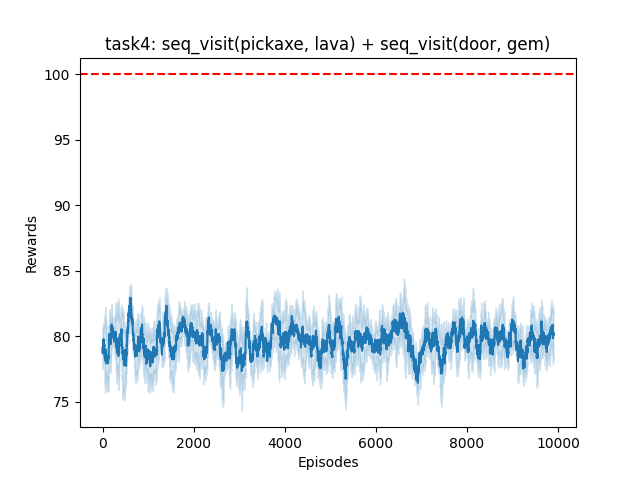 task4: seq_visit(pickaxe, lava) + seq_visit(door, gem)
100
95
90
85
80
75
Rewards
0 2000 4000 6000 8000 10000
Episodes